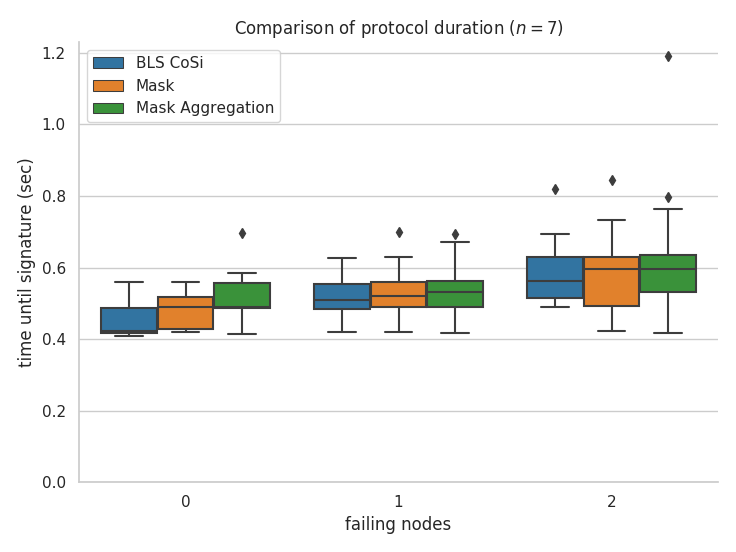 Comparison of protocol duration (n = 7)
BLS CoSi
Mask
Mask Aggregation
time until signature (sec)
1.2
1.0
0.8
0.6
0.4
0.2
0.0
0
1
2
failing nodes